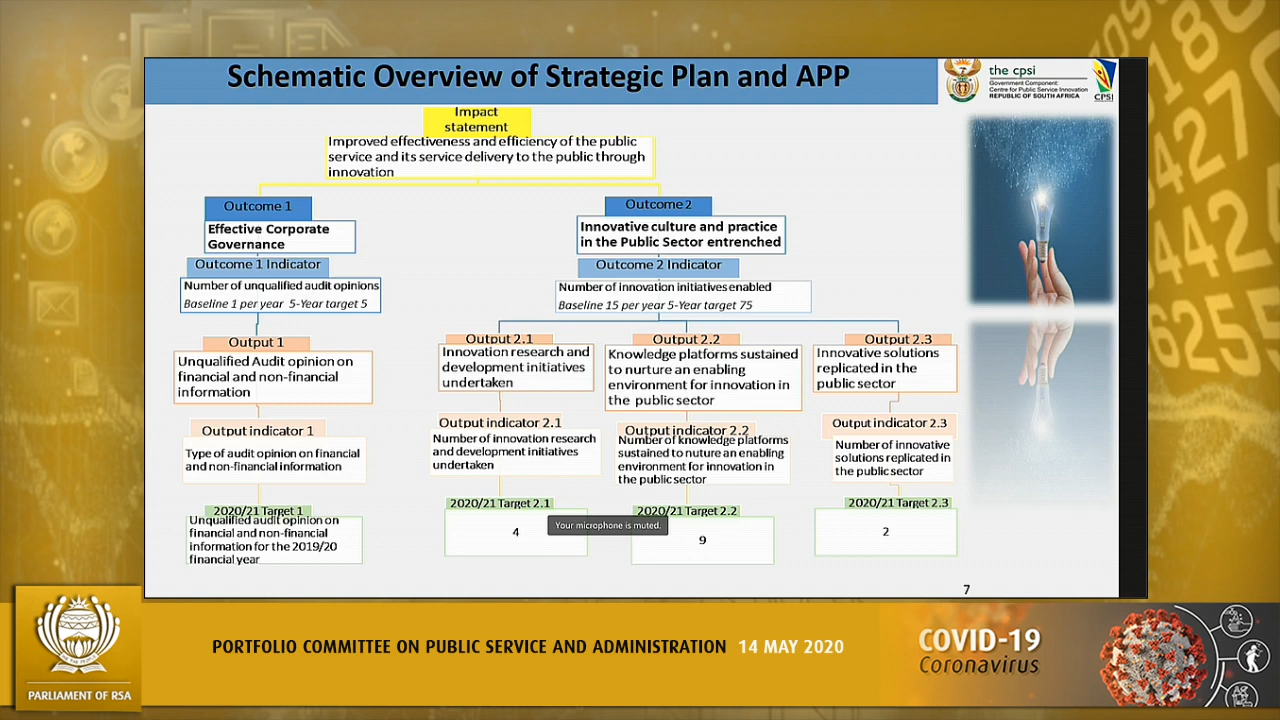 Schematic Overview of Strategic Plan and APP
the cpsi
Government Component:
Centre for Public Service Innovation
REPUBLIC OF SOUTH AFRICA
CPSI
Impact
statement
Improved effectiveness and efficiency of the public
service and its service delivery to the public through
innovation
Outcome 1
Effective Corporate
Governance
Outcome 1 Indicator
Number of unqualified audit opinions
Baseline 1 per year 5-Year target 5
Outcome 2
Innovative culture and practice
in the Public Sector entrenched
Outcome 2 Indicator
Number of innovation initiatives enabled
Baseline 15 per year 5-Year target 75
Output 1
Unqualified Audit opinion on
financial and non-financial
information
Output indicator 1
Type of audit opinion on financial
and non-financial information
2020/21 Target 1
Unqualified audit opinion on
financial and non-financial
information for the 2019/20
financial year
Output 2.1
Innovation research and
development initiatives
undertaken
Output indicator 2.1
Number of innovation research
and development initiatives
undertaken
2020/21 Target 2.1
4
Output 2.2
Knowledge platforms sustained
to nurture an enabling
environment for innovation in
the public sector
Output indicator 2.2
Number of knowledge platforms
sustained to nuture an enabling
environment for innovation in
the public sector
2020/21 Target 2.2
9
Output 2.3
Innovative solutions
replicated in the
public sector
Output indicator 2.3
Number of innovative
solutions replicated in
the public sector
2020/21 Target 2.3
2
Your microphone is muted.
7
PARLIAMENT OF RSA
PORTFOLIO COMMITTEE ON PUBLIC SERVICE AND ADMINISTRATION 14 MAY 2020
COVID-19
Coronavirus